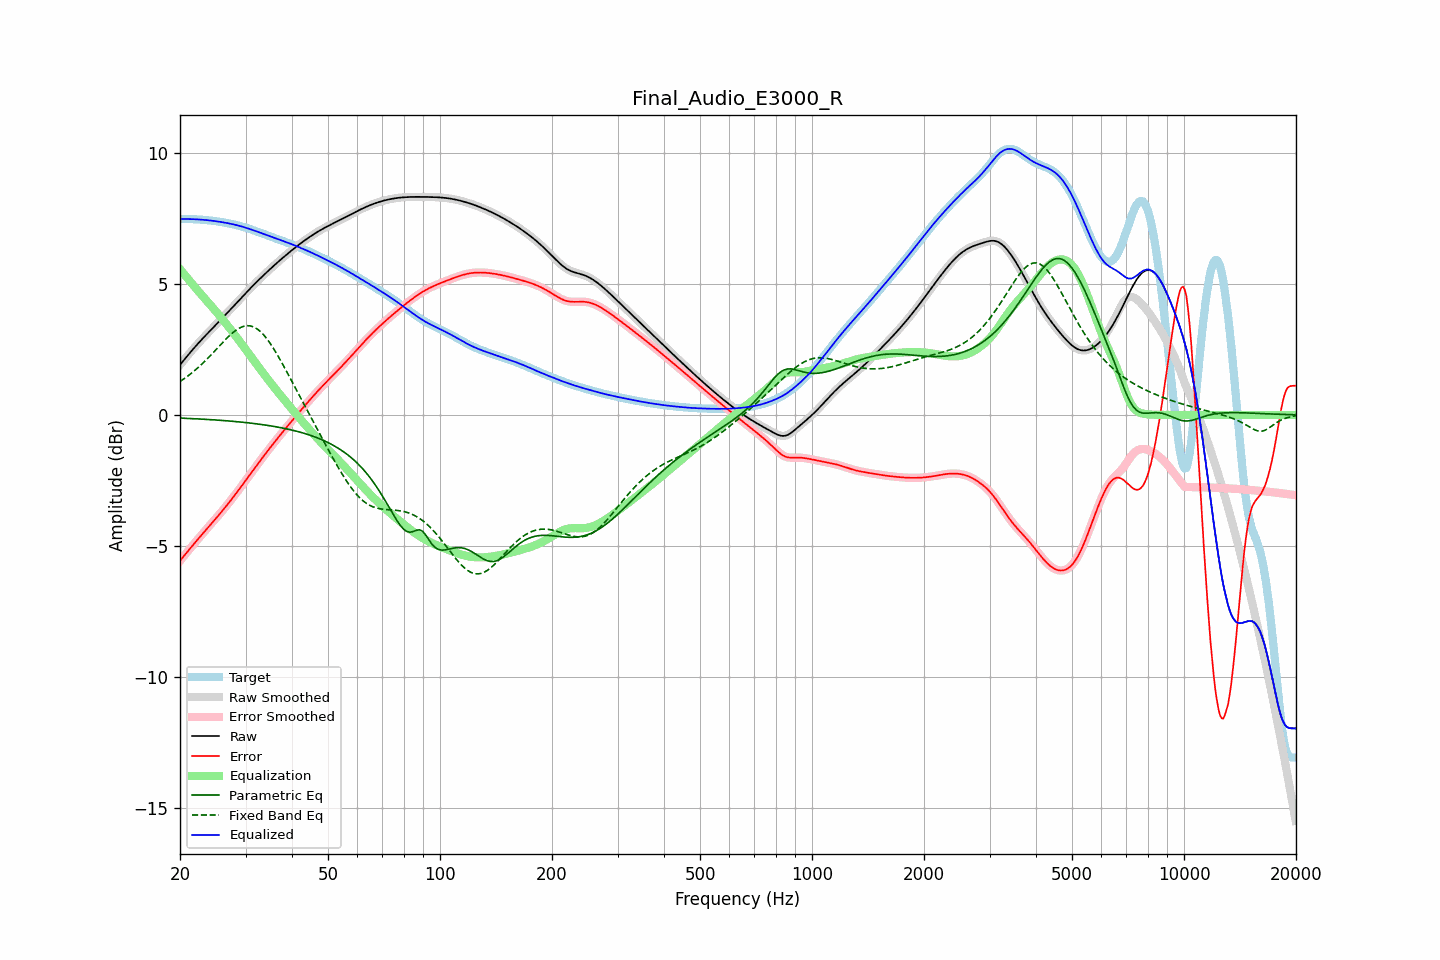 Final_Audio_E3000_R
10
5
0
−5
−10
−15
Amplitude (dBr)
Target
Raw Smoothed
Error Smoothed
Raw
Error
Equalization
Parametric Eq
Fixed Band Eq
Equalized
20 50 100 200 500 1000 2000 5000 10000 20000
Frequency (Hz)